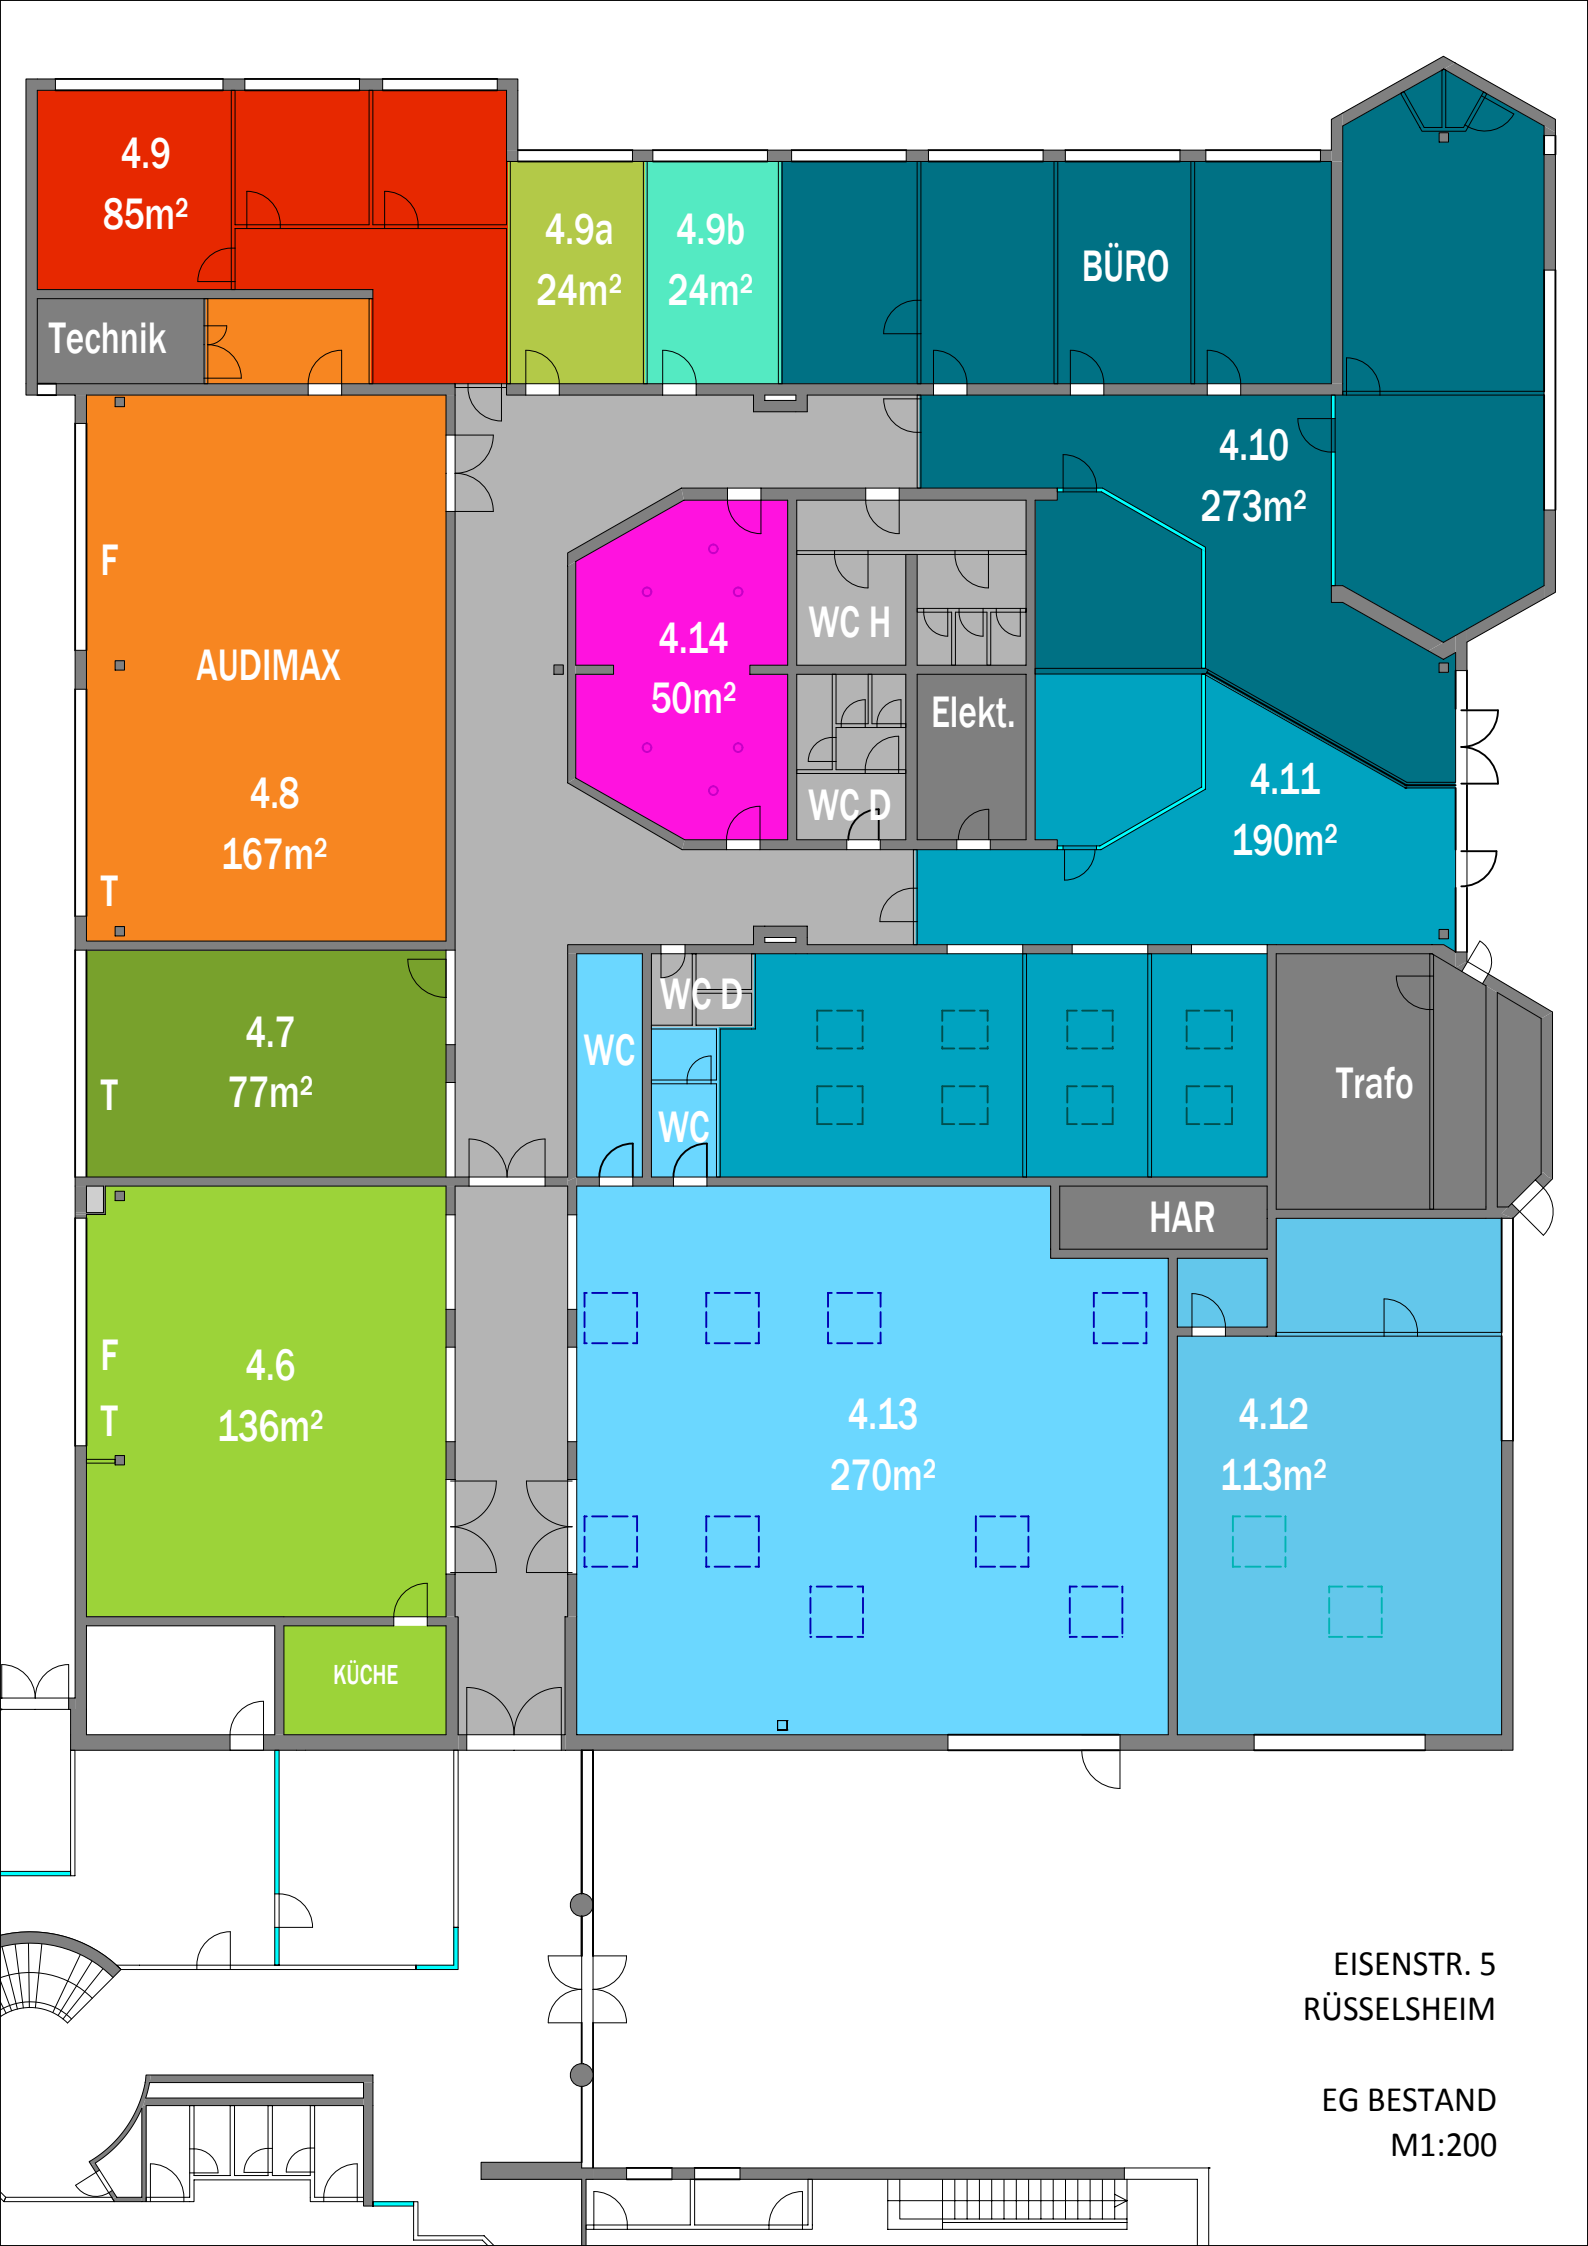 4.9
85m²
4.9a
24m²
4.9b
24m²
BÜRO
Technik
4.10
273m²
F
AUDIMAX
4.8
167m²
T
4.14
50m²
WC H
WC D
Elekt.
4.11
190m²
4.7
77m²
T
WC
WC D
WC
Trafo
HAR
F
T
4.6
136m²
4.13
270m²
4.12
113m²
KÜCHE
EISENSTR. 5
RÜSSELSHEIM
EG BESTAND
M1:200